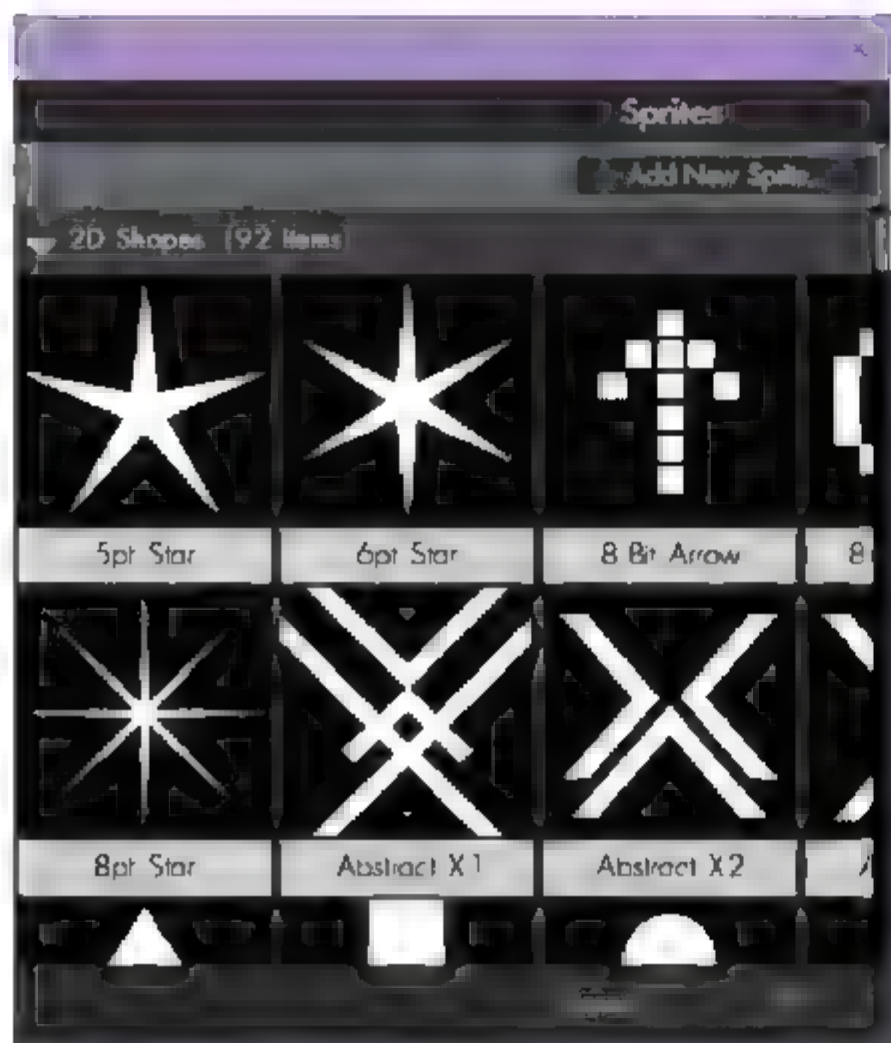 Sprites
Add New Sprite
2D Shapes (92 Items
5pt Star 6pt Star 8 Bit Arrow 8
8pt Star Abstract X1 Abstract X2